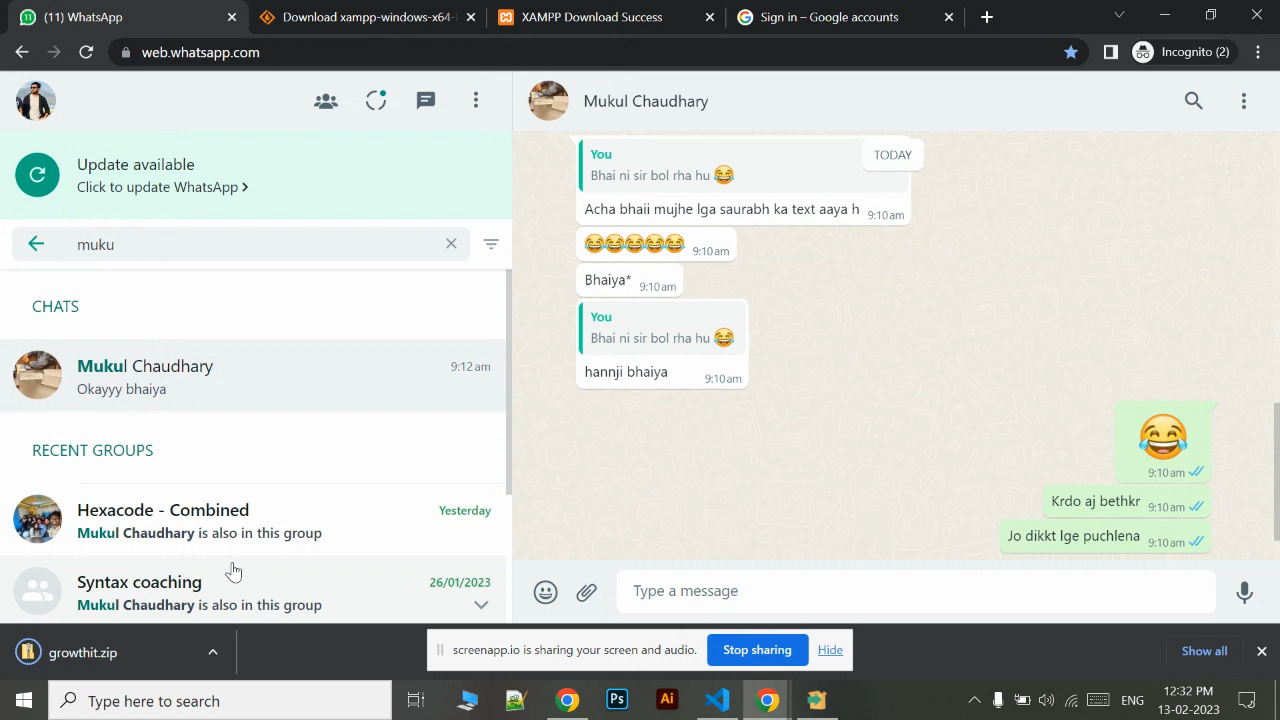 (11) WhatsApp
Download xampp-windows-x64-
XAMPP Download Success
Sign in – Google accounts
web.whatsapp.com
Incognito (2)
Mukul Chaudhary
Update available
Click to update WhatsApp
muku
CHATS
Mukul Chaudhary
9:12 am
Okayyy bhaiya
RECENT GROUPS
Hexacode - Combined
Yesterday
Mukul Chaudhary is also in this group
Syntax coaching
26/01/2023
Mukul Chaudhary is also in this group
TODAY
You
Bhai ni sir bol rha hu 😂
Acha bhaii mujhe lga saurabh ka text aaya h
9:10 am
😂😂😂😂😂
9:10 am
Bhaiya*
9:10 am
You
Bhai ni sir bol rha hu 😂
hannji bhaiya
9:10 am
😂
9:10 am
Krdo aj bethkr
9:10 am
Jo dikkt lge puchlena
9:10 am
Type a message
growthit.zip
screenapp.io is sharing your screen and audio.
Stop sharing
Hide
Show all
Type here to search
Ps
Ai
ENG
12:32 PM
13-02-2023